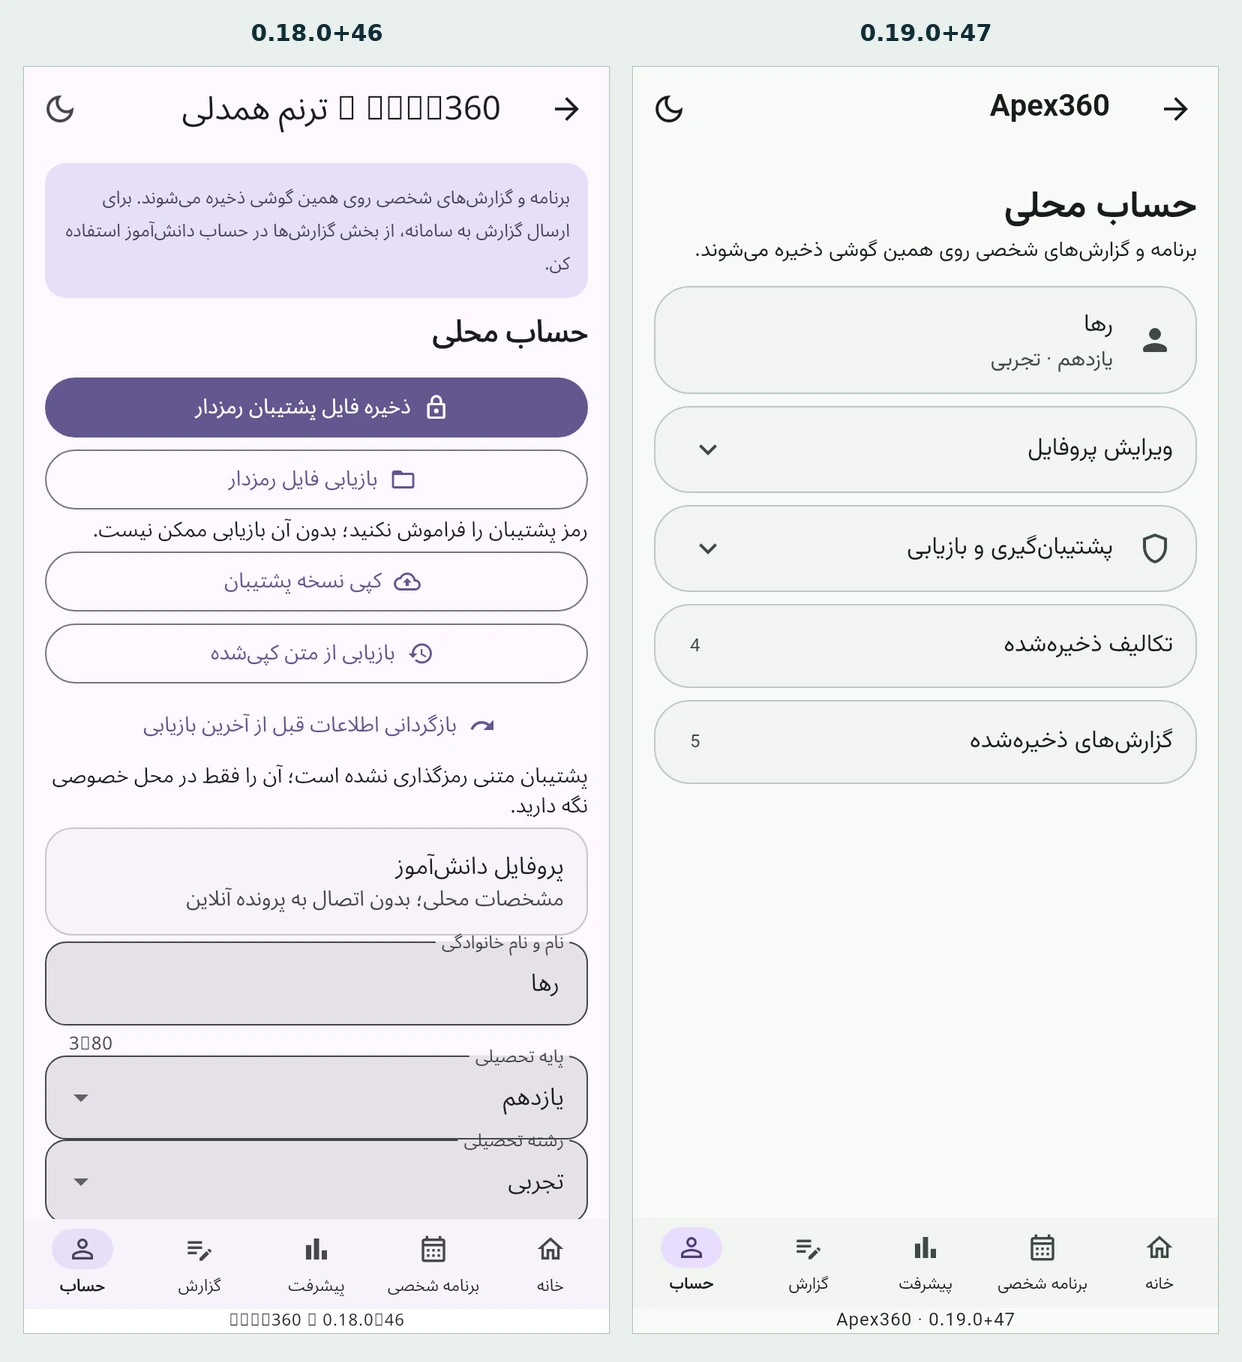 0.18.0+46
360 ترنم همدلی
برنامه و گزارش‌های شخصی روی همین گوشی ذخیره می‌شوند. برای
ارسال گزارش به سامانه، از بخش گزارش‌ها در حساب دانش‌آموز استفاده
کن.
حساب محلی
ذخیره فایل پشتیبان رمزدار
بازیابی فایل رمزدار
رمز پشتیبان را فراموش نکنید؛ بدون آن بازیابی ممکن نیست.
کپی نسخه پشتیبان
بازیابی از متن کپی‌شده
بازگردانی اطلاعات قبل از آخرین بازیابی
پشتیبان متنی رمزگذاری نشده است؛ آن را فقط در محل خصوصی
نگه دارید.
پروفایل دانش‌آموز
مشخصات محلی؛ بدون اتصال به پرونده آنلاین
نام و نام خانوادگی
رها
3▯80
پایه تحصیلی
یازدهم
رشته تحصیلی
تجربی
خانه
برنامه شخصی
پیشرفت
گزارش
حساب
▯▯▯▯360 ▯ 0.18.0▯46
0.19.0+47
Apex360
حساب محلی
برنامه و گزارش‌های شخصی روی همین گوشی ذخیره می‌شوند.
رها
یازدهم · تجربی
ویرایش پروفایل
پشتیبان‌گیری و بازیابی
تکالیف ذخیره‌شده
4
گزارش‌های ذخیره‌شده
5
خانه
برنامه شخصی
پیشرفت
گزارش
حساب
Apex360 · 0.19.0+47